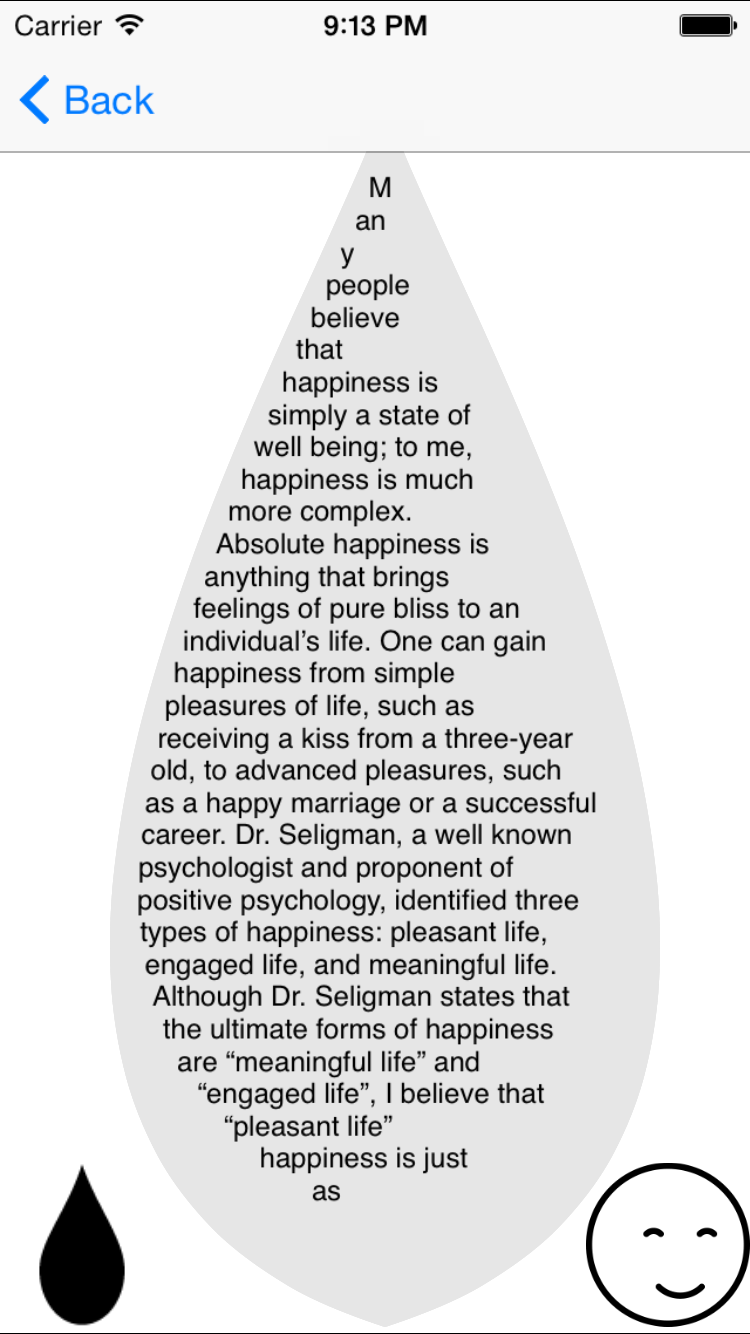 Carrier 9:13 PM
Back
M
an
y
people
believe
that
happiness is
simply a state of
well being; to me,
happiness is much
more complex.
Absolute happiness is
anything that brings
feelings of pure bliss to an
individual’s life. One can gain
happiness from simple
pleasures of life, such as
receiving a kiss from a three-year
old, to advanced pleasures, such
as a happy marriage or a successful
career. Dr. Seligman, a well known
psychologist and proponent of
positive psychology, identified three
types of happiness: pleasant life,
engaged life, and meaningful life.
Although Dr. Seligman states that
the ultimate forms of happiness
are “meaningful life” and
“engaged life”, I believe that
“pleasant life”
happiness is just
as